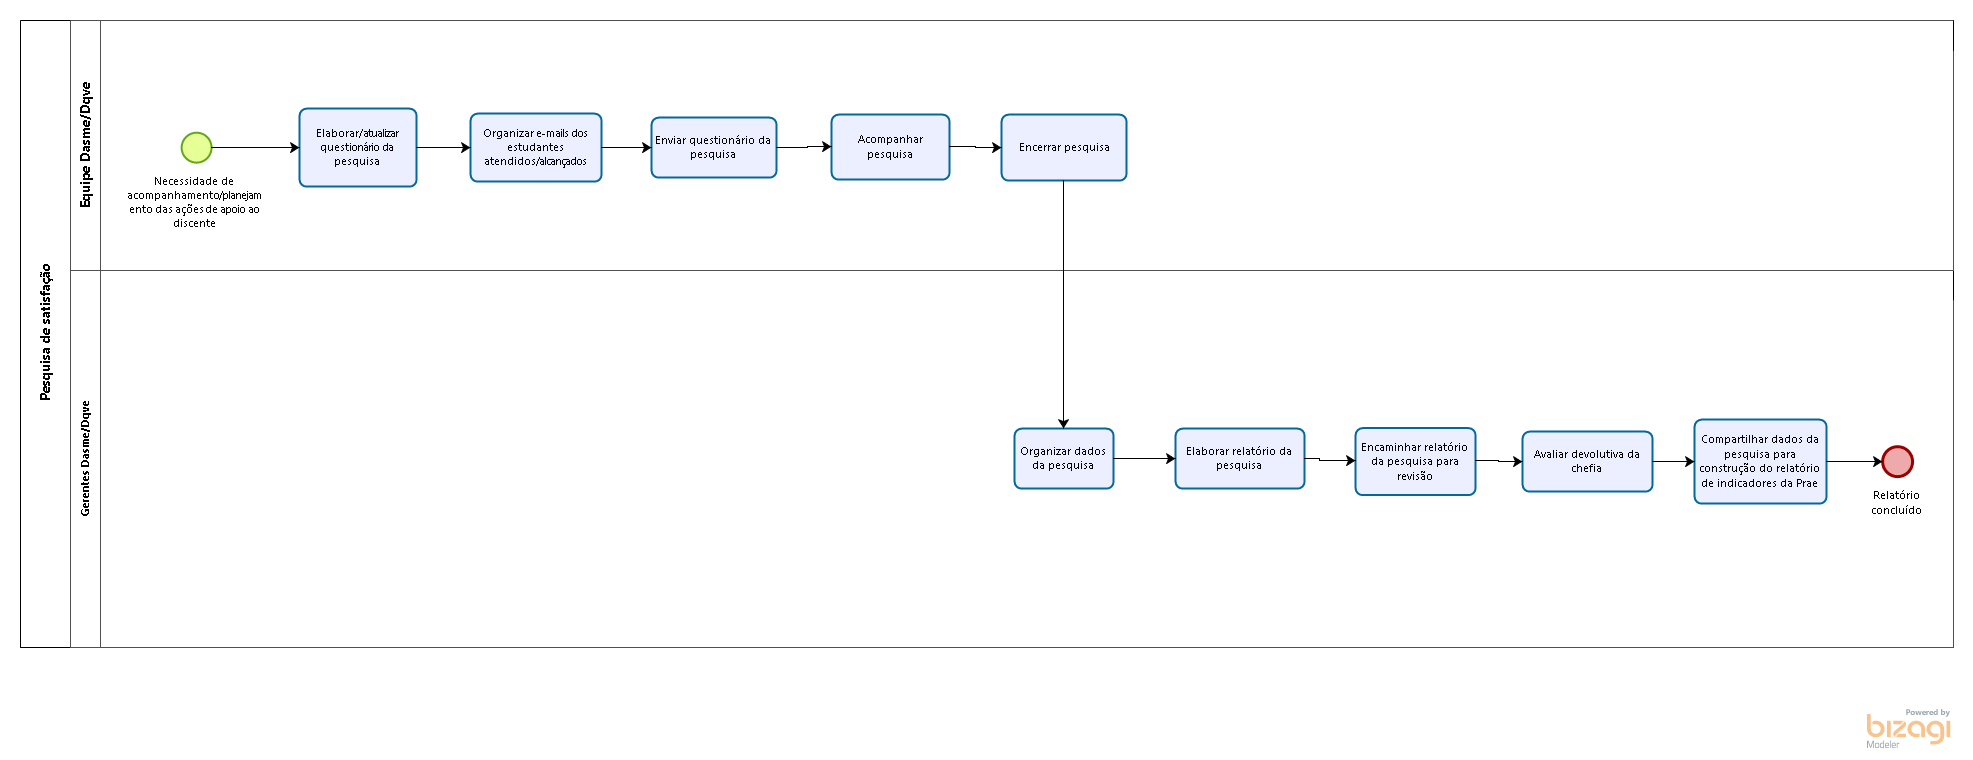 Pesquisa de satisfação
Equipe Dasme/Dqve
Necessidade de
acompanhamento/planejam
ento das ações de apoio ao
discente
Elaborar/atualizar
questionário da
pesquisa
Organizar e-mails dos
estudantes
atendidos/alcançados
Enviar questionário da
pesquisa
Acompanhar
pesquisa
Encerrar pesquisa
Gerentes Dasme/Dqve
Organizar dados
da pesquisa
Elaborar relatório da
pesquisa
Encaminhar relatório
da pesquisa para
revisão
Avaliar devolutiva da
chefia
Compartilhar dados da
pesquisa para
construção do relatório
de indicadores da Prae
Relatório
concluído
Powered by
bizagi
Modeler